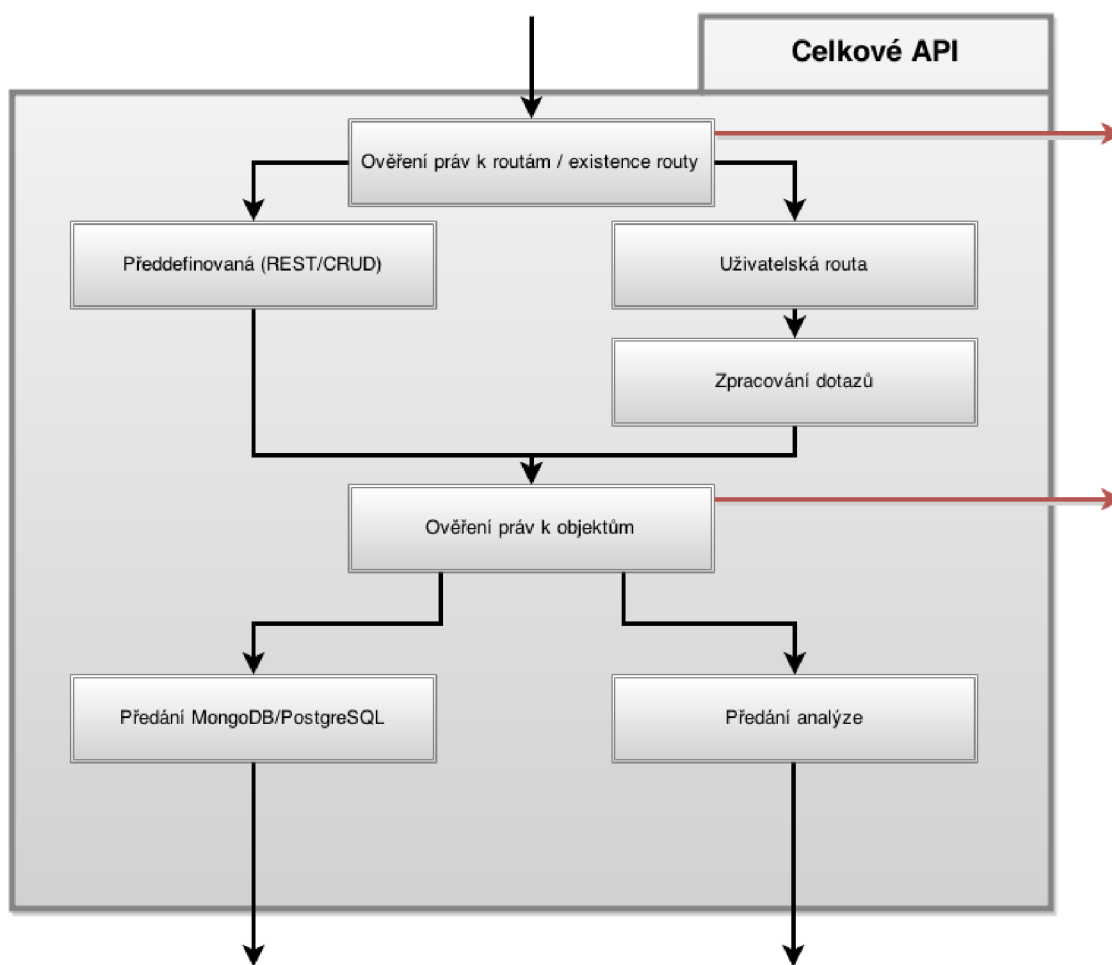 Celkové API
Ověření práv k routám / existence routy
Předdefinovaná (REST/CRUD)
Uživatelská routa
Zpracování dotazů
Ověření práv k objektům
Předání MongoDB/PostgreSQL
Předání analýze